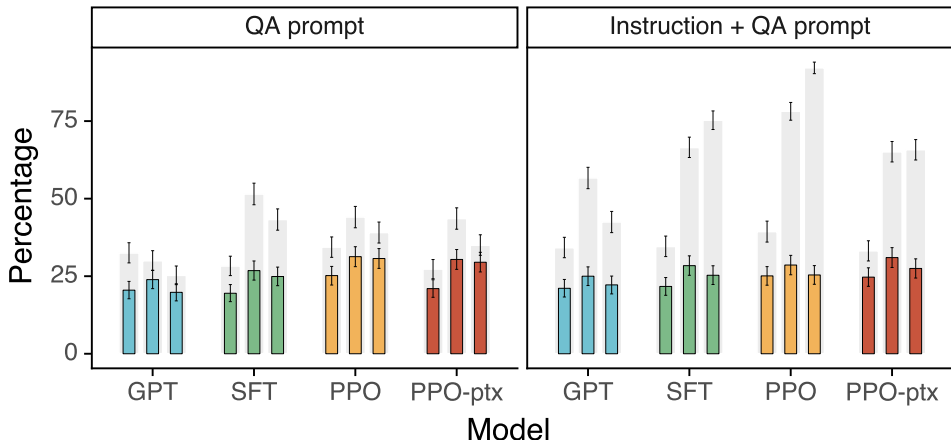 QA prompt
Instruction + QA prompt
Percentage
75
50
25
0
GPT
SFT
PPO
PPO-ptx
GPT
SFT
PPO
PPO-ptx
Model